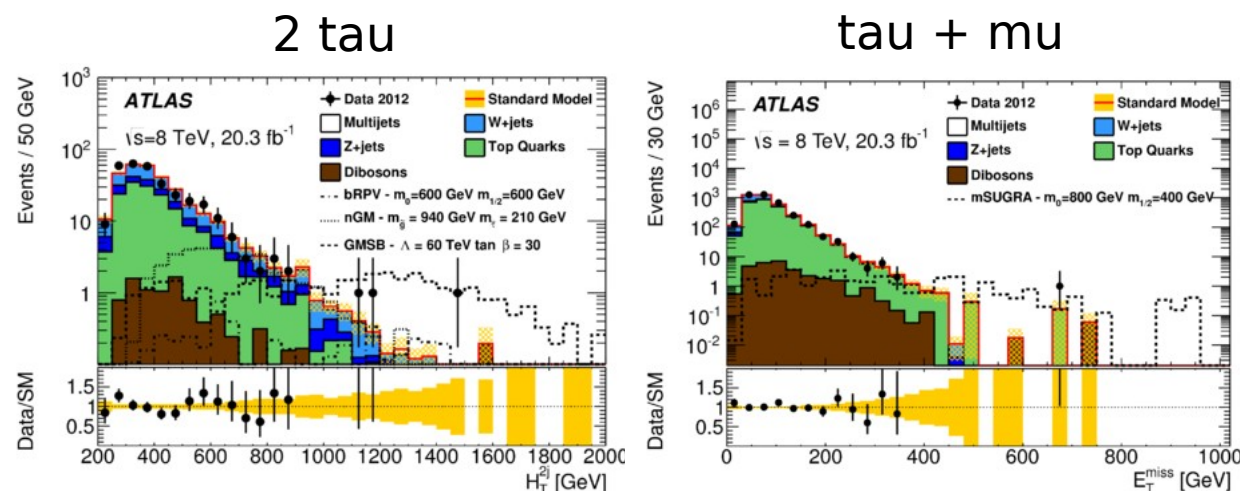 2 tau
Events / 50 GeV
10³
10²
10
1
ATLAS
√s=8 TeV, 20.3 fb⁻¹
Data 2012
Standard Model
Multijets
W+jets
Z+jets
Top Quarks
Dibosons
bRPV - m₀=600 GeV m₁/₂=600 GeV
nGM - m_g̃ = 940 GeV m_τ̃ = 210 GeV
GMSB - Λ = 60 TeV tan β = 30
Data/SM
1.5
1
0.5
200 400 600 800 1000 1200 1400 1600 1800 2000
H_T^2j [GeV]
tau + mu
Events / 30 GeV
10⁶
10⁵
10⁴
10³
10²
10
1
10⁻¹
10⁻²
ATLAS
√s = 8 TeV, 20.3 fb⁻¹
Data 2012
Standard Model
Multijets
W+jets
Z+jets
Top Quarks
Dibosons
mSUGRA - m₀=800 GeV m₁/₂=400 GeV
Data/SM
1.5
1
0.5
0 200 400 600 800 1000
E_T^miss [GeV]